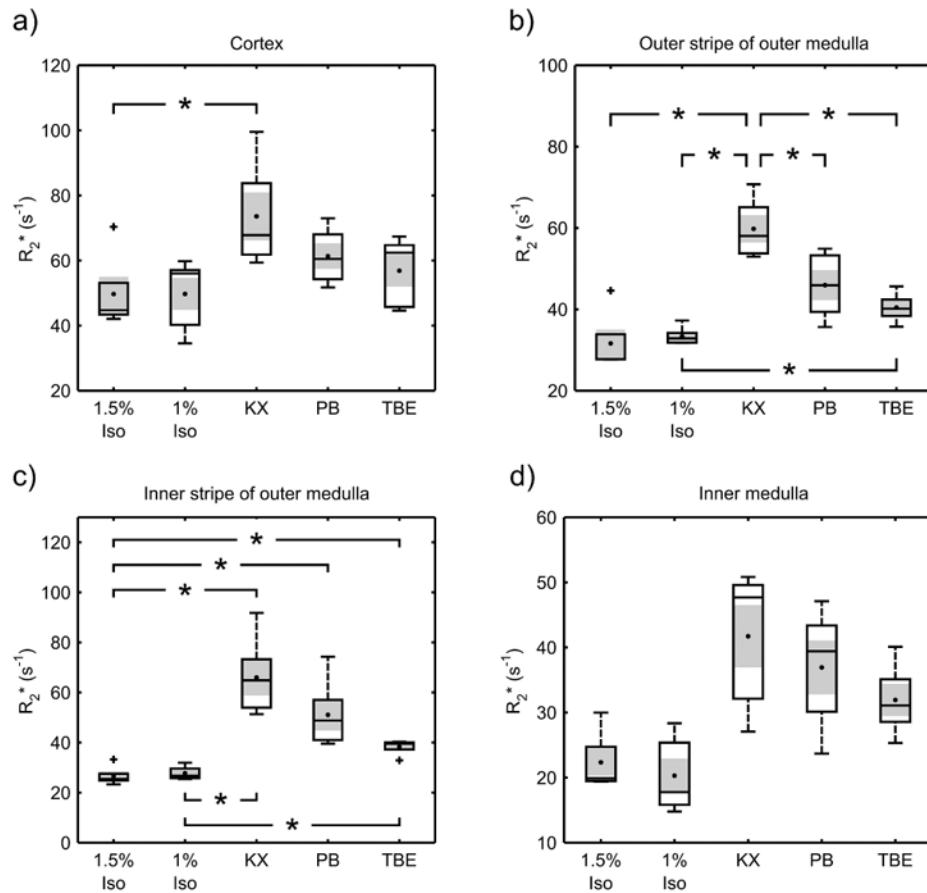 a)
Cortex
120
100
80
60
40
20
R2* (s-1)
*
1.5% Iso
1% Iso
KX
PB
TBE
b)
Outer stripe of outer medulla
100
80
60
40
20
R2* (s-1)
* *
* *
*
1.5% Iso
1% Iso
KX
PB
TBE
c)
Inner stripe of outer medulla
120
100
80
60
40
20
0
R2* (s-1)
*
*
*
*
*
1.5% Iso
1% Iso
KX
PB
TBE
d)
Inner medulla
60
50
40
30
20
10
R2* (s-1)
1.5% Iso
1% Iso
KX
PB
TBE